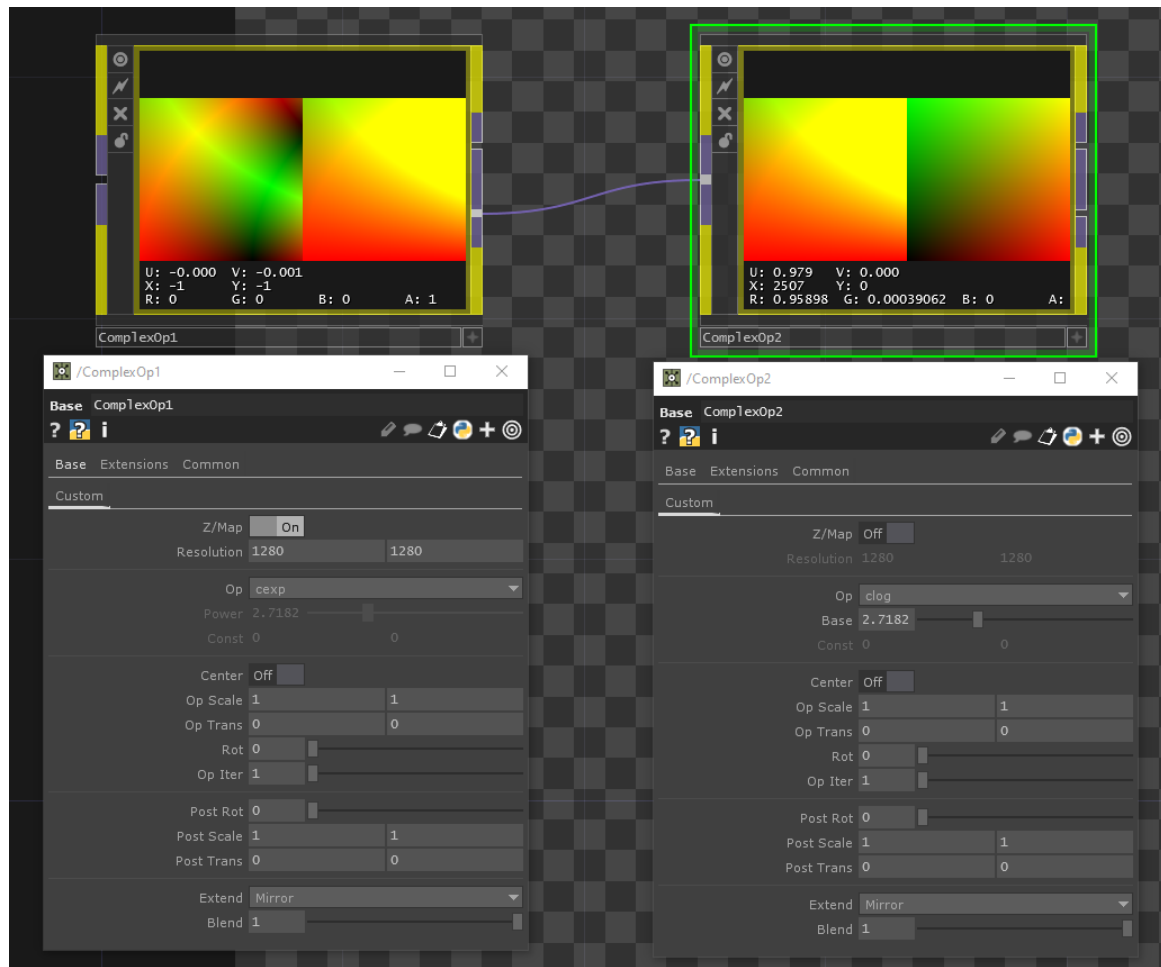 U: -0.000 V: -0.001
X: -1 Y: -1
R: 0 G: 0 B: 0 A: 1
ComplexOp1
U: 0.979 V: 0.000
X: 2507 Y: 0
R: 0.95898 G: 0.00039062 B: 0 A:
ComplexOp2
/ComplexOp1
Base ComplexOp1
? ? i
Base Extensions Common
Custom
Z/Map On
Resolution 1280 1280
Op cexp
Power 2.7182
Const 0 0
Center Off
Op Scale 1 1
Op Trans 0 0
Rot 0
Op Iter 1
Post Rot 0
Post Scale 1 1
Post Trans 0 0
Extend Mirror
Blend 1
/ComplexOp2
Base ComplexOp2
? ? i
Base Extensions Common
Custom
Z/Map Off
Resolution 1280 1280
Op clog
Base 2.7182
Const 0 0
Center Off
Op Scale 1 1
Op Trans 0 0
Rot 0
Op Iter 1
Post Rot 0
Post Scale 1 1
Post Trans 0 0
Extend Mirror
Blend 1